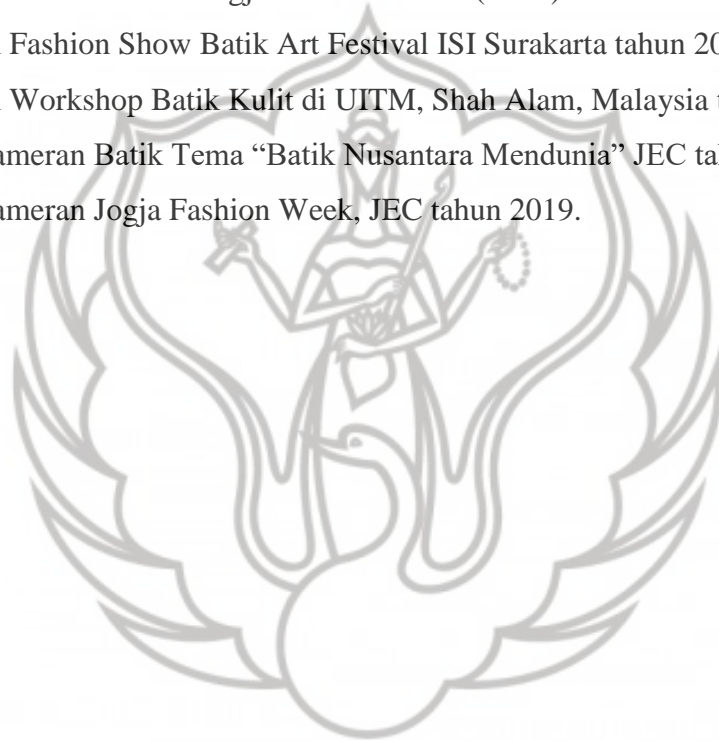 Fashion Show Batik Art Festival ISI Surakarta tahun 20
Workshop Batik Kulit di UITM, Shah Alam, Malaysia t
ameran Batik Tema “Batik Nusantara Mendunia” JEC ta
ameran Jogja Fashion Week, JEC tahun 2019.